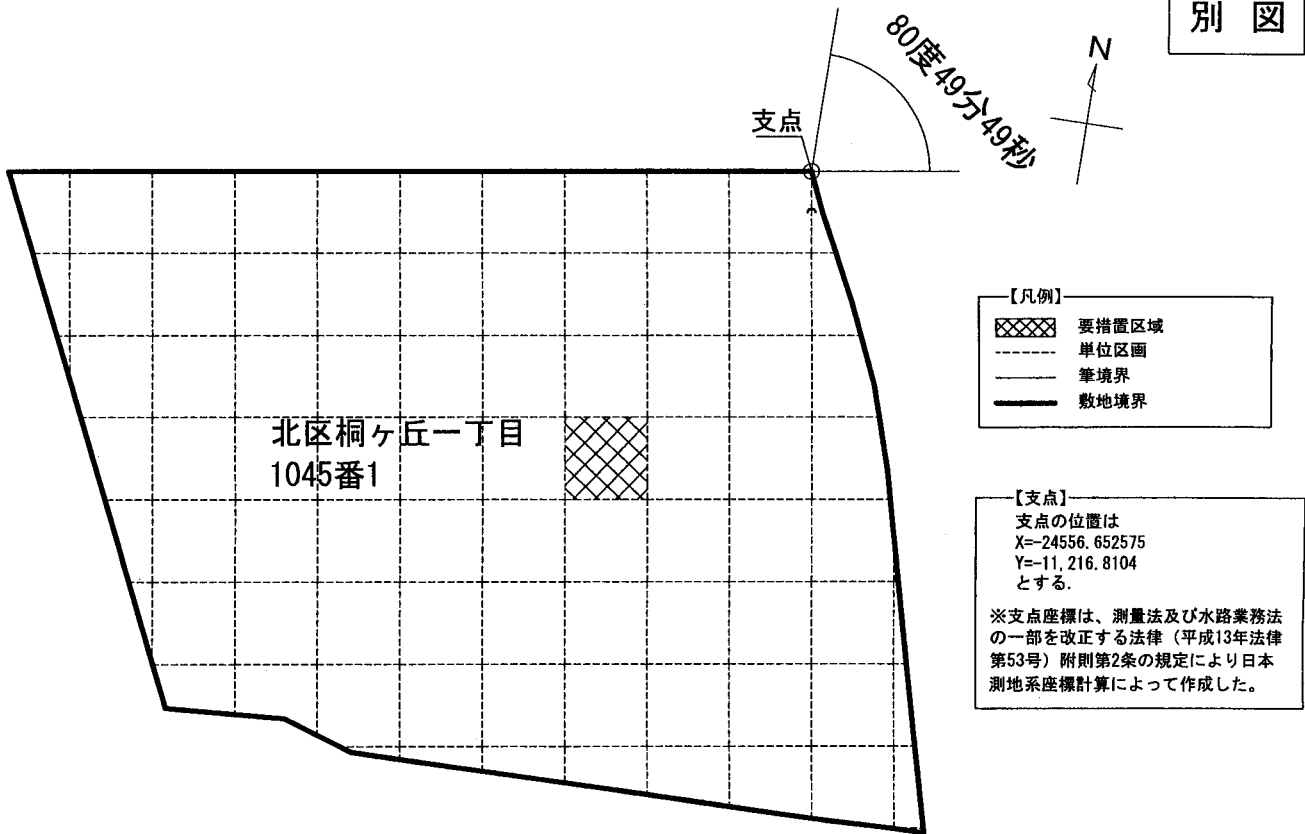 別 図
N
80度49分49秒
支点
北区桐ヶ丘一丁目
1045番1
【凡例】
要措置区域
単位区画
筆境界
敷地境界
【支点】
支点の位置は
X=-24556.652575
Y=-11,216.8104
とする.
※支点座標は、測量法及び水路業務法
の一部を改正する法律（平成13年法律
第53号）附則第2条の規定により日本
測地系座標計算によって作成した。